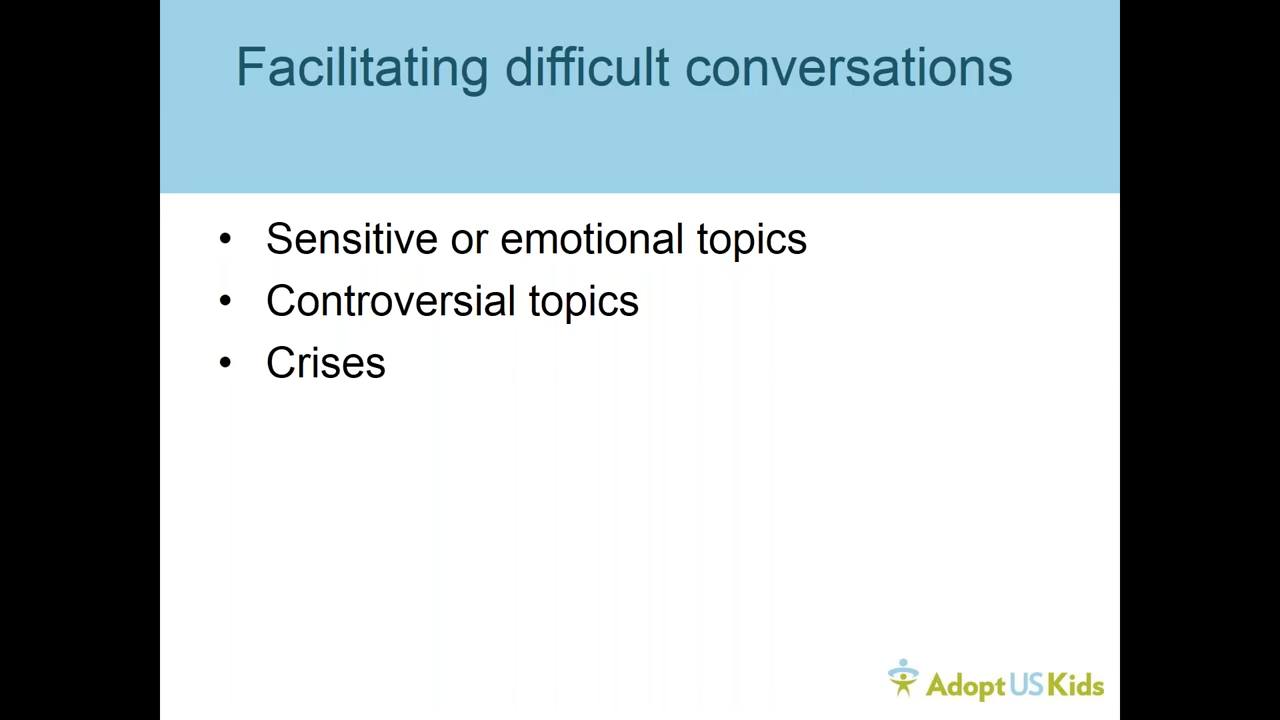 Facilitating difficult conversations
• Sensitive or emotional topics
• Controversial topics
• Crises
AdoptUSKids